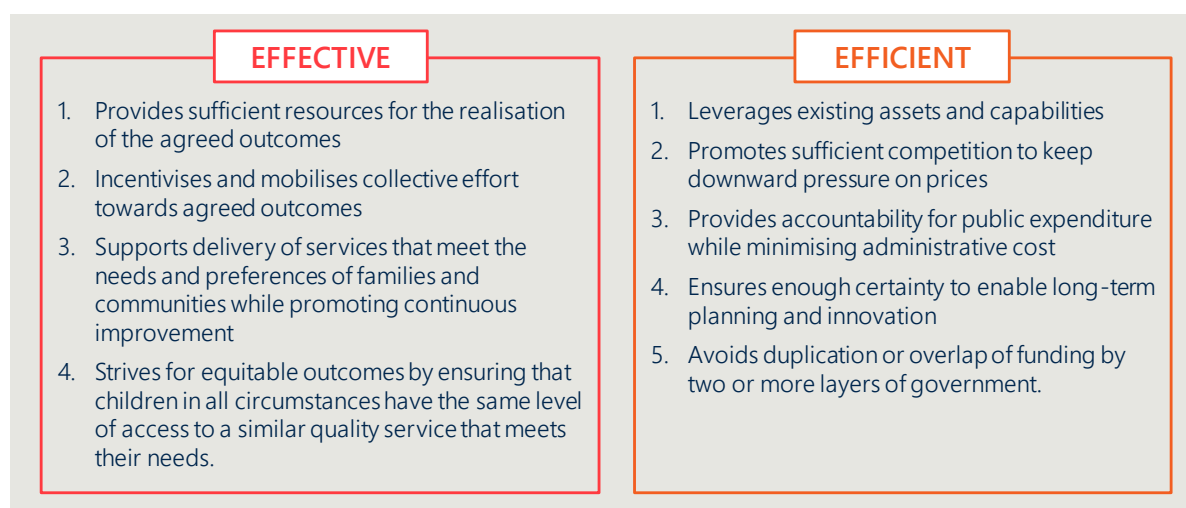 EFFECTIVE
1. Provides sufficient resources for the realisation
of the agreed outcomes
2. Incentivises and mobilises collective effort
towards agreed outcomes
3. Supports delivery of services that meet the
needs and preferences of families and
communities while promoting continuous
improvement
4. Strives for equitable outcomes by ensuring that
children in all circumstances have the same level
of access to a similar quality service that meets
their needs.
EFFICIENT
1. Leverages existing assets and capabilities
2. Promotes sufficient competition to keep
downward pressure on prices
3. Provides accountability for public expenditure
while minimising administrative cost
4. Ensures enough certainty to enable long-term
planning and innovation
5. Avoids duplication or overlap of funding by
two or more layers of government.